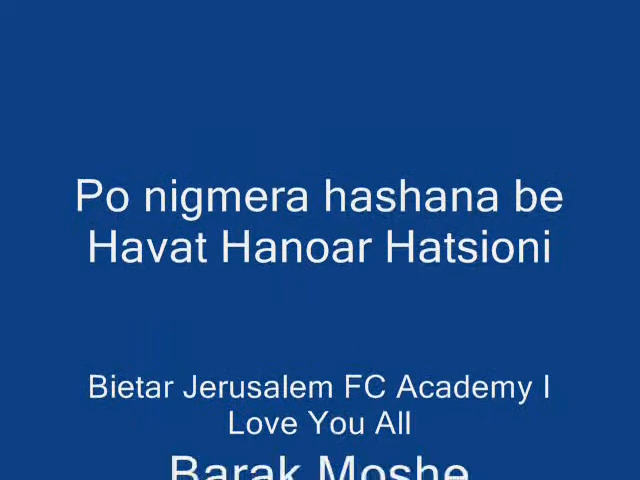 Po nigmera hashana be
Havat Hanoar Hatsioni
Bietar Jerusalem FC Academy I
Love You All
Barak Moshe